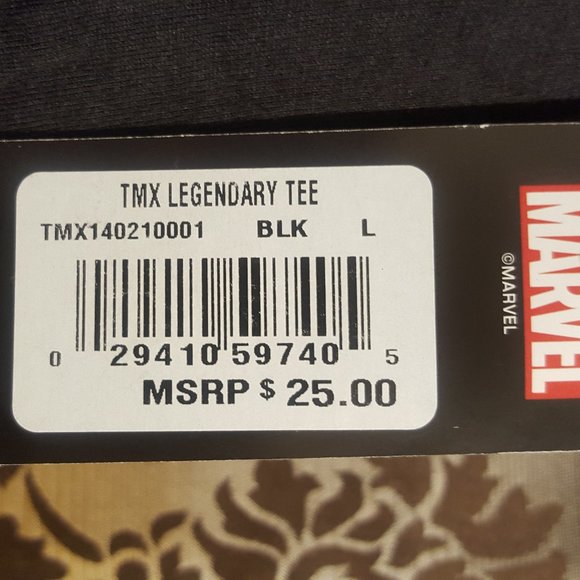 TMX LEGENDARY TEE
TMX140210001 BLK L
0 29410 59740 5
MSRP $ 25.00
MARVEL
©MARVEL